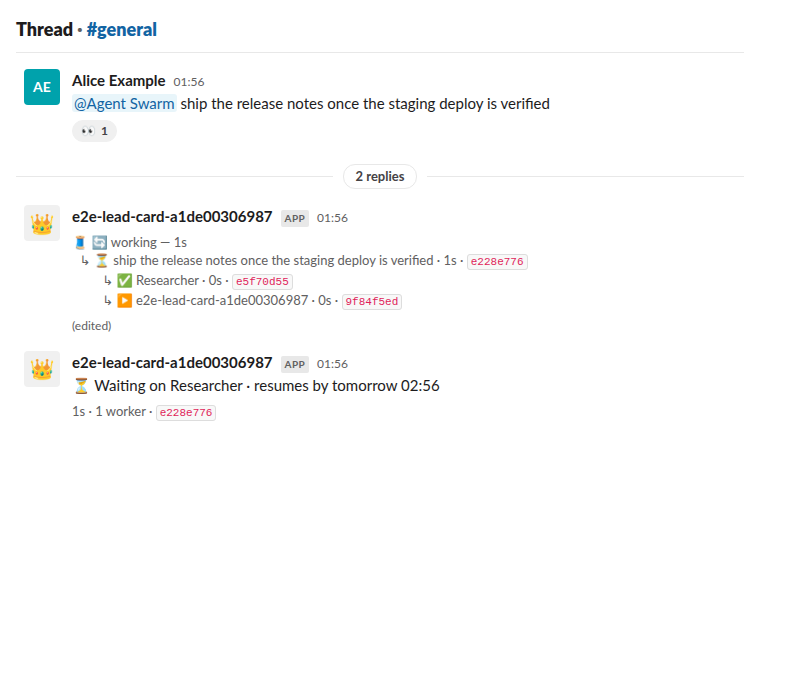 Thread • #general
AE
Alice Example 01:56
@Agent Swarm ship the release notes once the staging deploy is verified
👀 1
2 replies
e2e-lead-card-a1de00306987 APP 01:56
🧵 🔄 working — 1s
↳ ⏳ ship the release notes once the staging deploy is verified · 1s · e228e776
↳ ✅ Researcher · 0s · e5f70d55
↳ ▶️ e2e-lead-card-a1de00306987 · 0s · 9f84f5ed
(edited)
e2e-lead-card-a1de00306987 APP 01:56
⏳ Waiting on Researcher · resumes by tomorrow 02:56
1s · 1 worker · e228e776